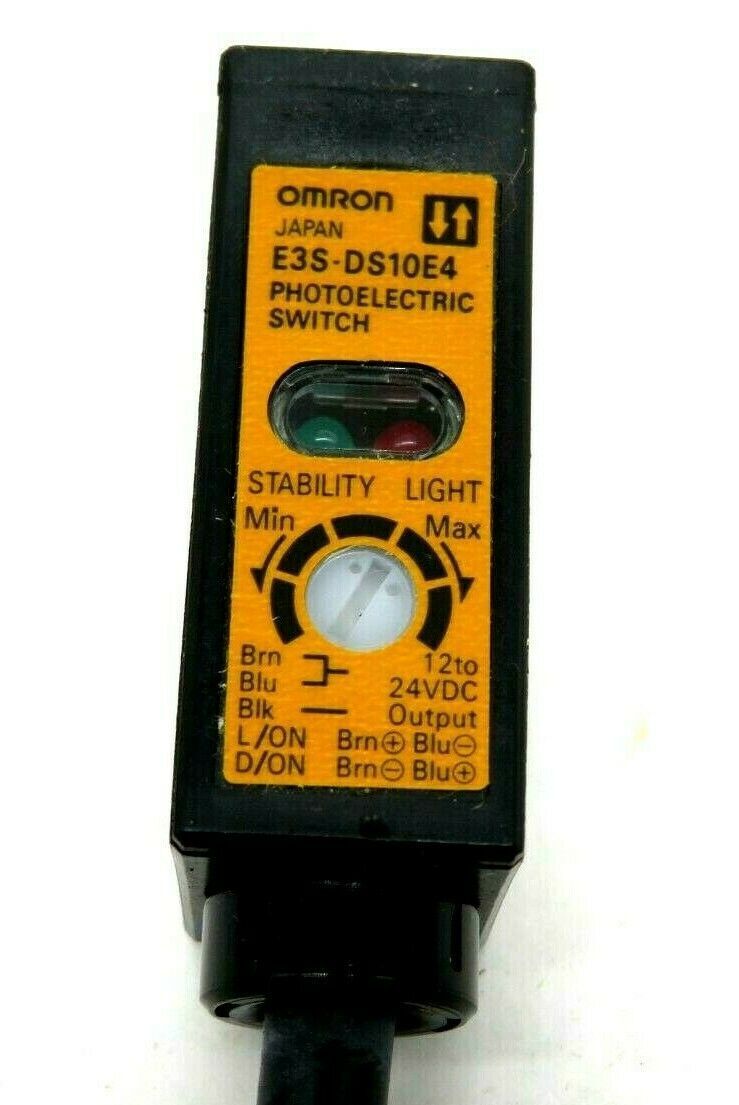 OMRON
JAPAN
E3S-DS10E4
PHOTOELECTRIC
SWITCH
STABILITY LIGHT
Min Max
Brn 12to
Blu 24VDC
Blk Output
L/ON Brn⊕ Blu⊖
D/ON Brn⊖ Blu⊕